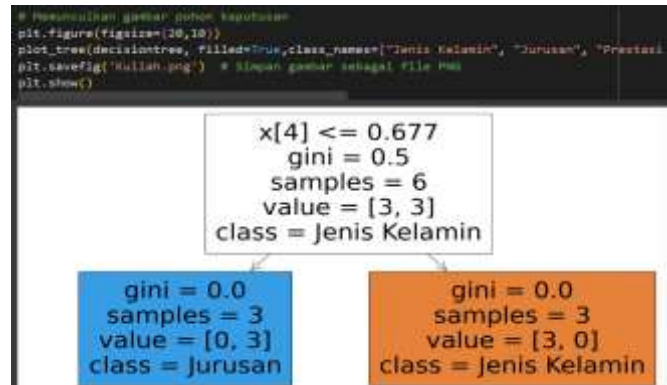 # Memunculkan gambar pohon keputusan
plt.figure(figsize=(20,10))
plot_tree(decisiontree, filled=True,class_names=["Jenis Kelamin", "Jurusan", "Prestasi
plt.savefig('Kuliah.png') # Simpan gambar sebagai file PNG
plt.show()
x[4] <= 0.677
gini = 0.5
samples = 6
value = [3, 3]
class = Jenis Kelamin
gini = 0.0
samples = 3
value = [0, 3]
class = Jurusan
gini = 0.0
samples = 3
value = [3, 0]
class = Jenis Kelamin